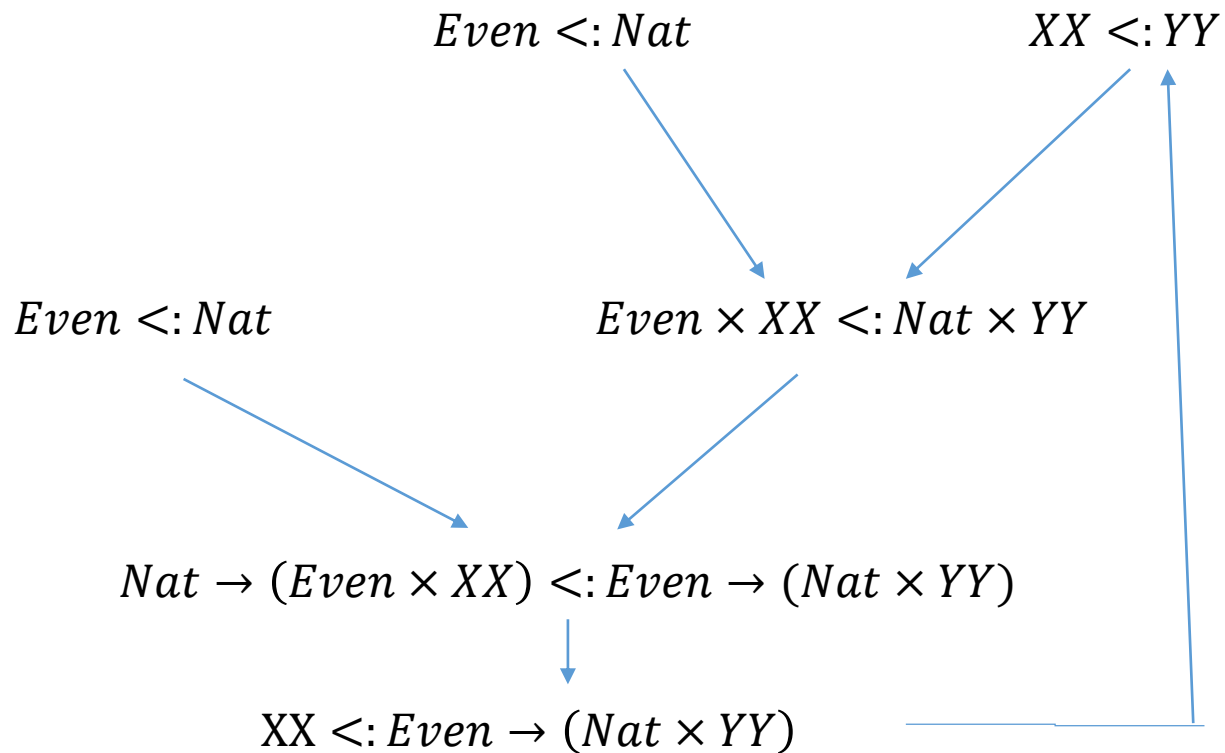 Even <: Nat
XX <: YY
Even <: Nat
Even × XX <: Nat × YY
Nat → (Even × XX) <: Even → (Nat × YY)
XX <: Even → (Nat × YY)